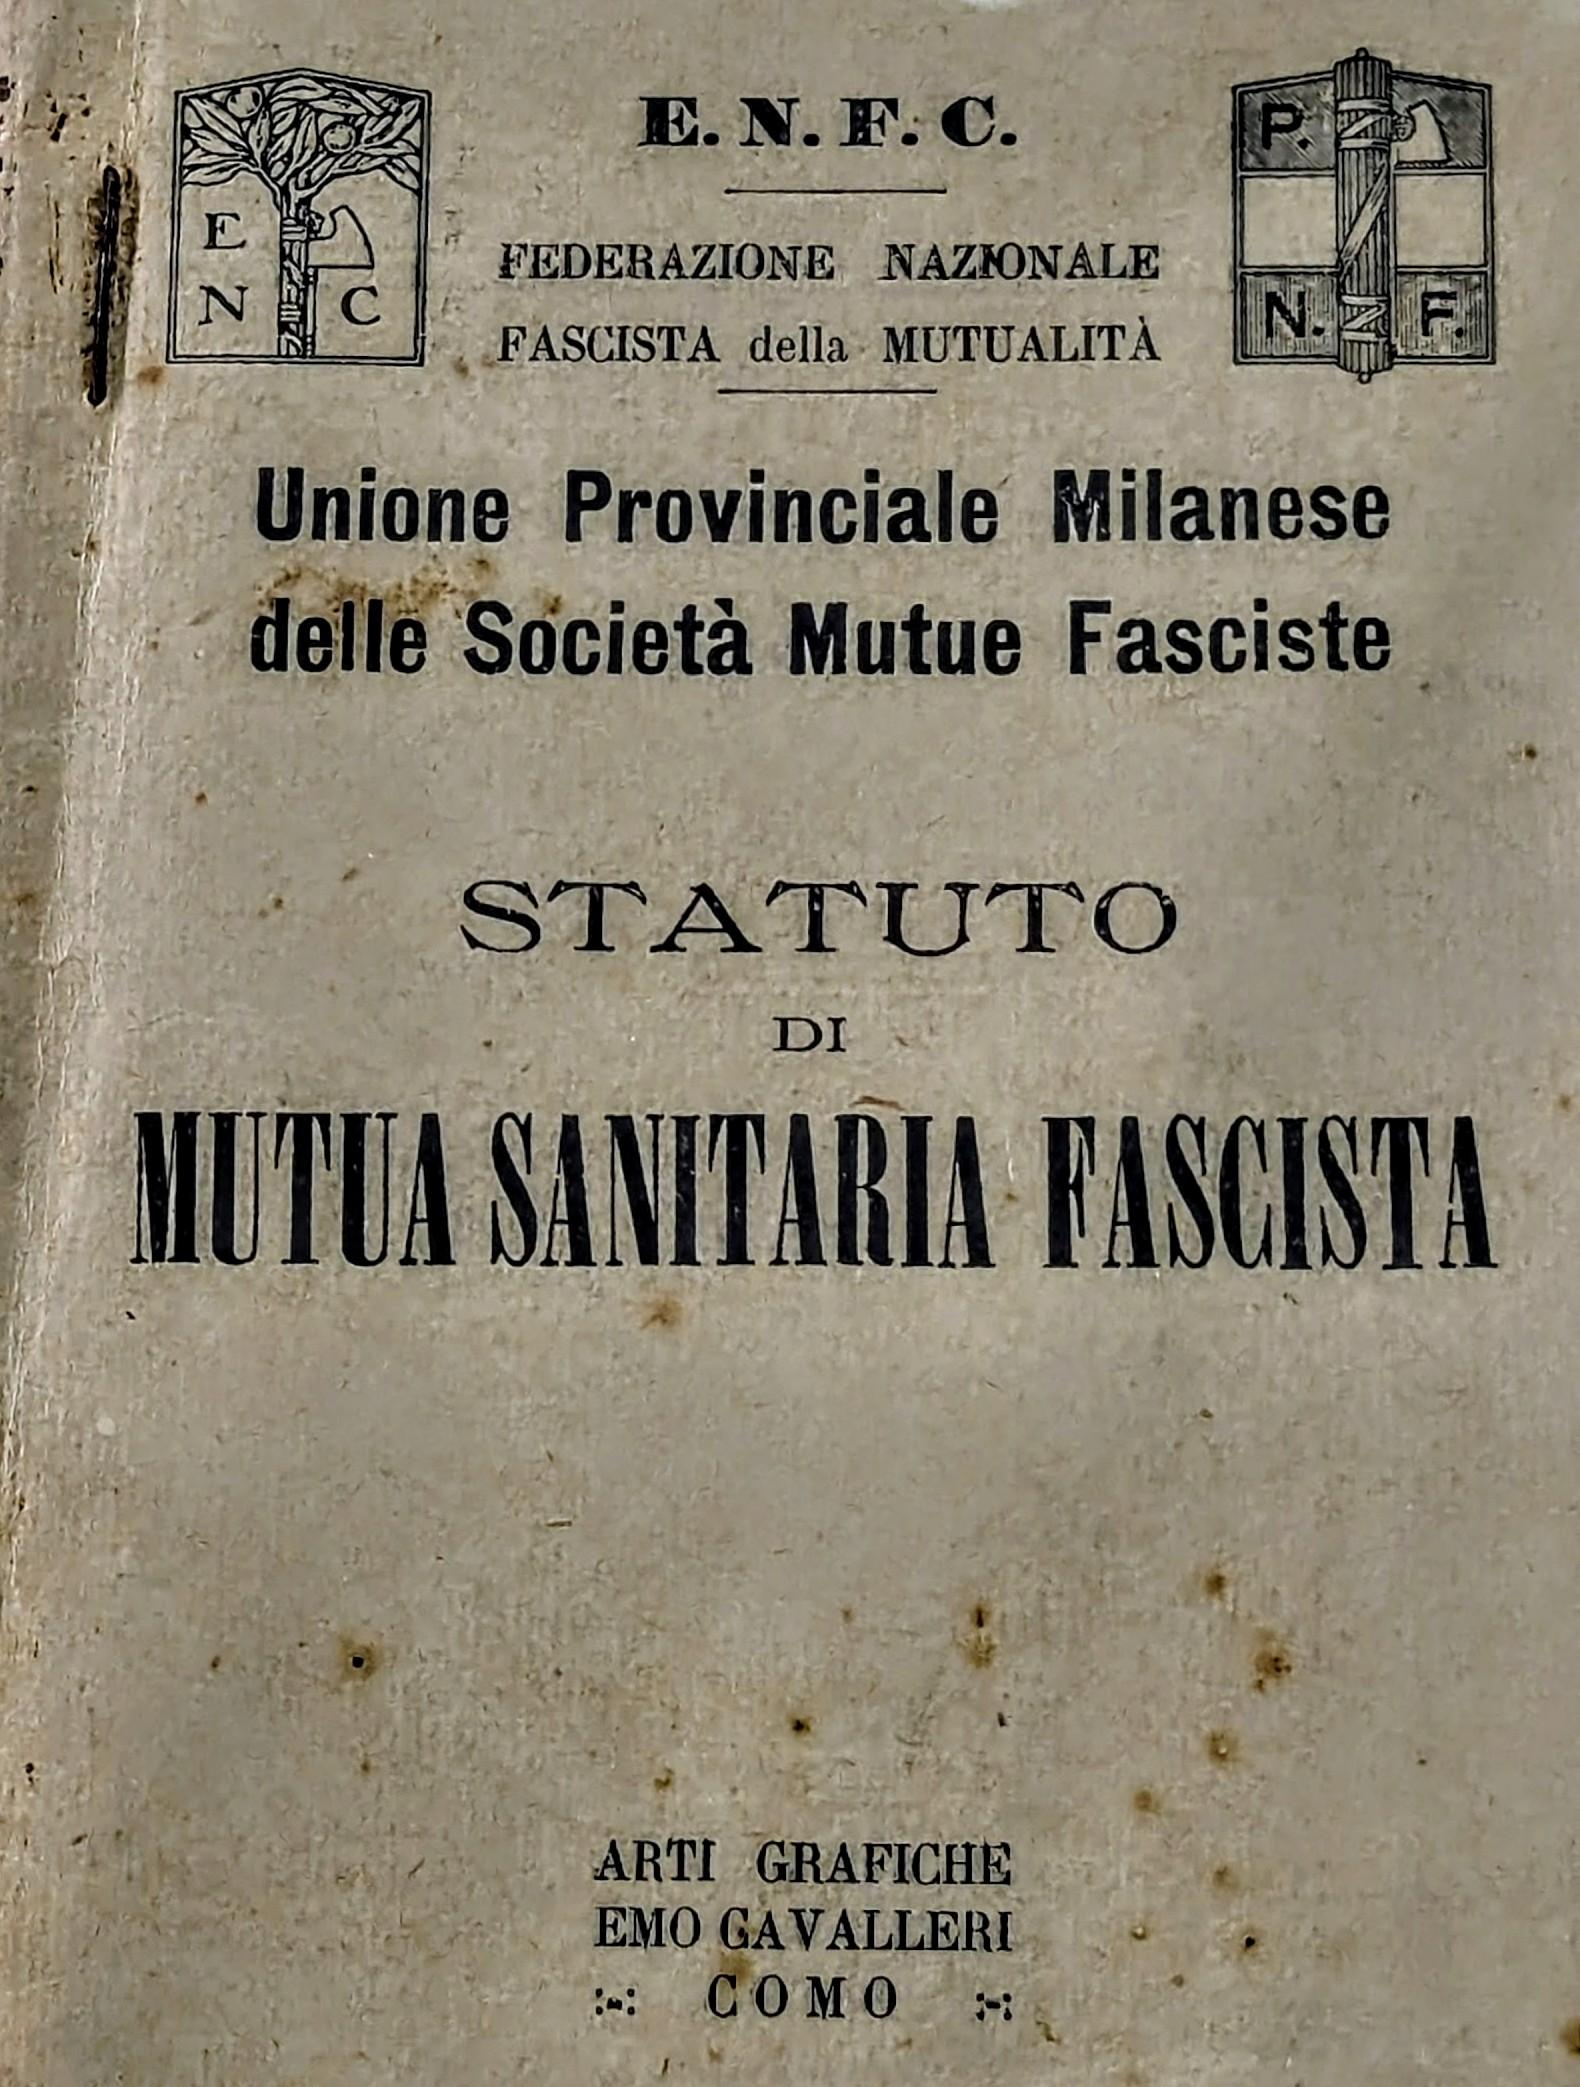 E. N. F. C.
E
N C
P.
N. F.
FEDERAZIONE NAZIONALE
FASCISTA della MUTUALITÀ
Unione Provinciale Milanese
delle Società Mutue Fasciste
STATUTO
DI
MUTUA SANITARIA FASCISTA
ARTI GRAFICHE
EMO CAVALLERI
:-: COMO :-: